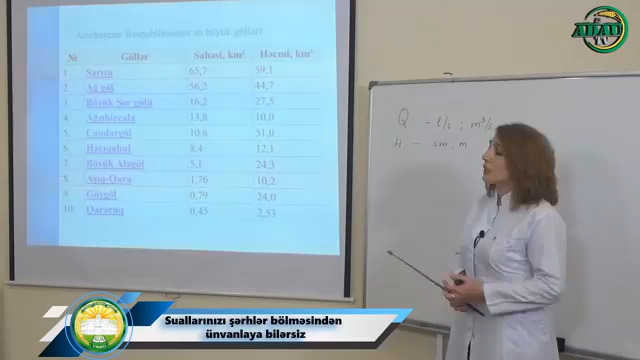 Azərbaycan Respublikasının ən böyük gölləri
№ Göllər Sahəsi, km² Həcmi, km³
1. Sarısu 65,7 59,1
2. Ağ göl 56,2 44,7
3. Böyük Şor gölü 16,2 27,5
4. Ağzıbircala 13,8 10,0
5. Candargöl 10,6 51,0
6. Hacıqabul 8,4 12,1
7. Böyük Alagöl 5,1 24,3
8. Aşıq-Qara 1,76 10,2
9. Göygöl 0,79 24,0
10. Qaraçuq 0,45 2,53
Q – l/s ; m³/s
H – sm, m
ADAU
TV
Suallarınızı şərhlər bölməsindən
ünvanlaya bilərsiz